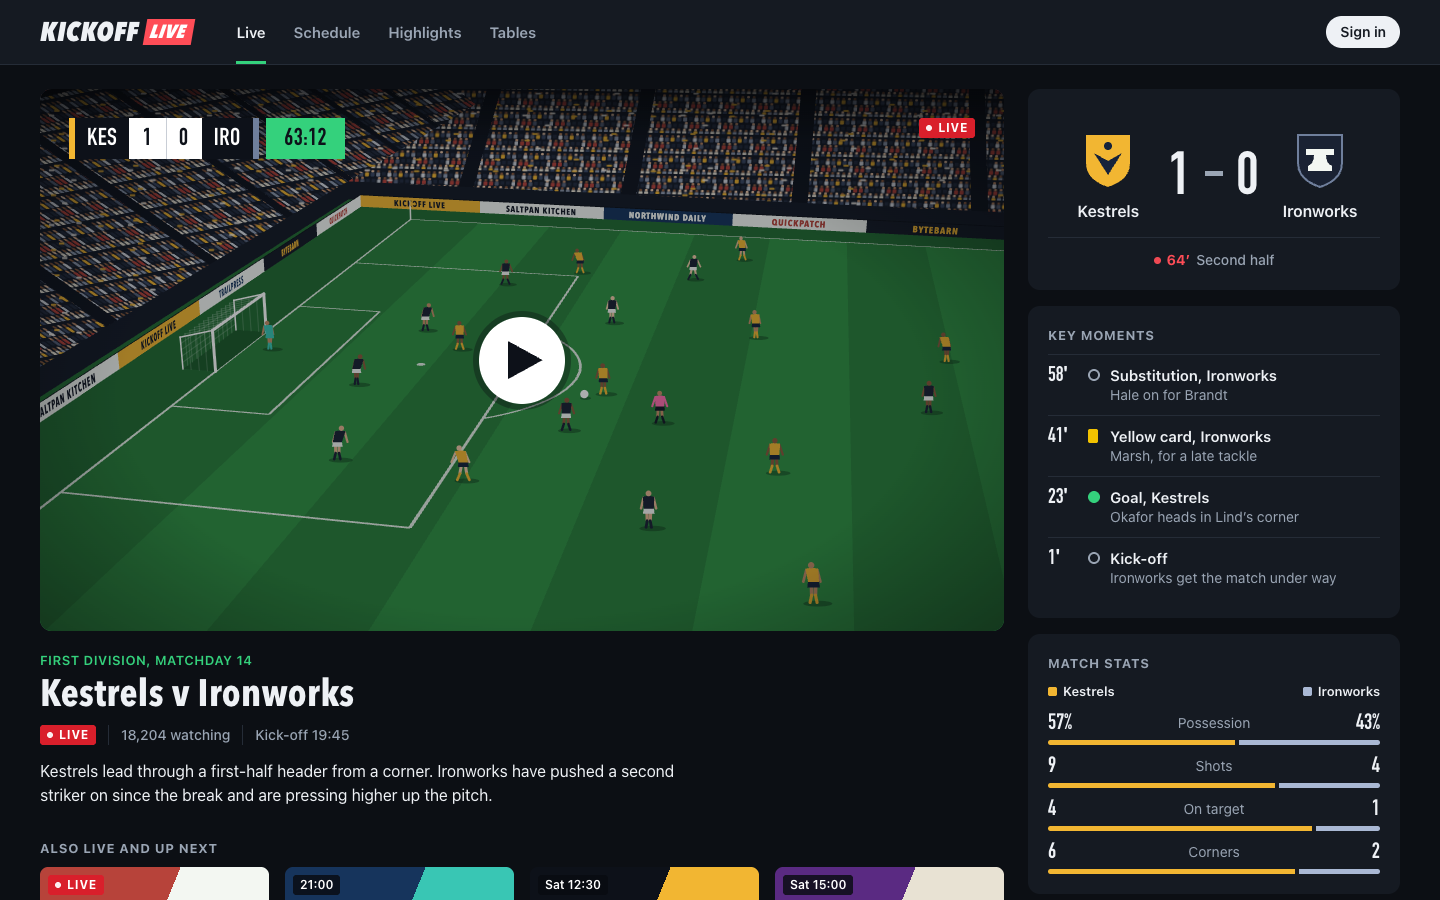 KICKOFF LIVE
Live Schedule Highlights Tables
Sign in
KES 1 0 IRO 63:12
LIVE
KICKOFF LIVE
SALTPAN KITCHEN
NORTHWIND DAILY
QUICKPATCH
BYTEBARN
QUICKPATCH
BYTEBARN
TRAILPRESS
KICKOFF LIVE
ALTPAN KITCHEN
FIRST DIVISION, MATCHDAY 14
Kestrels v Ironworks
LIVE 18,204 watching Kick-off 19:45
Kestrels lead through a first-half header from a corner. Ironworks have pushed a second
striker on since the break and are pressing higher up the pitch.
ALSO LIVE AND UP NEXT
LIVE
21:00
Sat 12:30
Sat 15:00
1 – 0
Kestrels Ironworks
64' Second half
KEY MOMENTS
58' Substitution, Ironworks
Hale on for Brandt
41' Yellow card, Ironworks
Marsh, for a late tackle
23' Goal, Kestrels
Okafor heads in Lind's corner
1' Kick-off
Ironworks get the match under way
MATCH STATS
Kestrels Ironworks
57% Possession 43%
9 Shots 4
4 On target 1
6 Corners 2